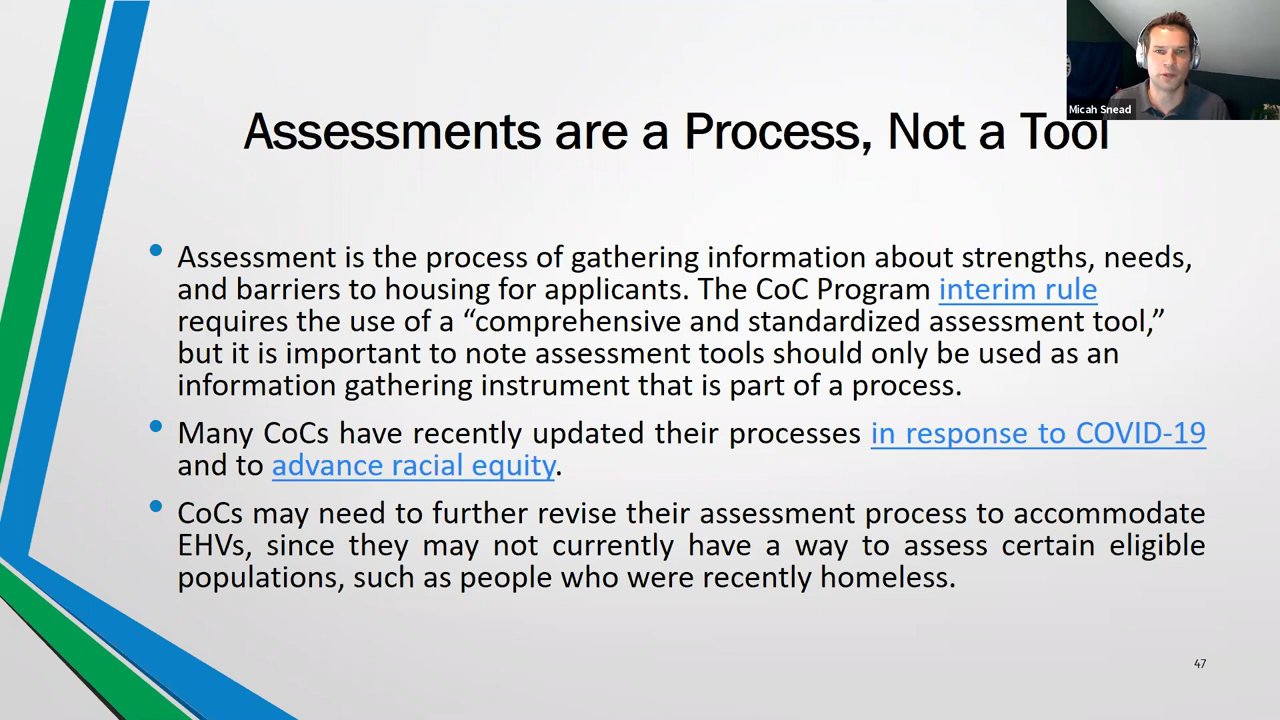 Micah Snead
Assessments are a Process, Not a Tool
• Assessment is the process of gathering information about strengths, needs,
and barriers to housing for applicants. The CoC Program interim rule
requires the use of a “comprehensive and standardized assessment tool,”
but it is important to note assessment tools should only be used as an
information gathering instrument that is part of a process.
• Many CoCs have recently updated their processes in response to COVID-19
and to advance racial equity.
• CoCs may need to further revise their assessment process to accommodate
EHVs, since they may not currently have a way to assess certain eligible
populations, such as people who were recently homeless.
47